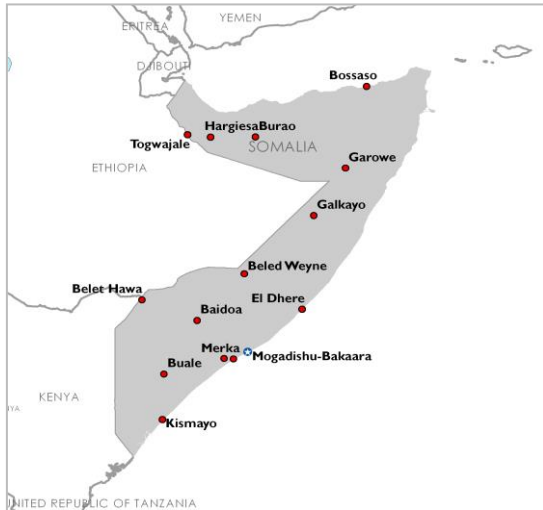 YEMEN
ERITREA
DJIBOUTI
Bossaso
Hargiesa Burao
Togwajale
SOMALIA
ETHIOPIA
Garowe
Galkayo
Beled Weyne
Belet Hawa
El Dhere
Baidoa
Merka
Mogadishu-Bakaara
Buale
KENYA
Kismayo
UNITED REPUBLIC OF TANZANIA